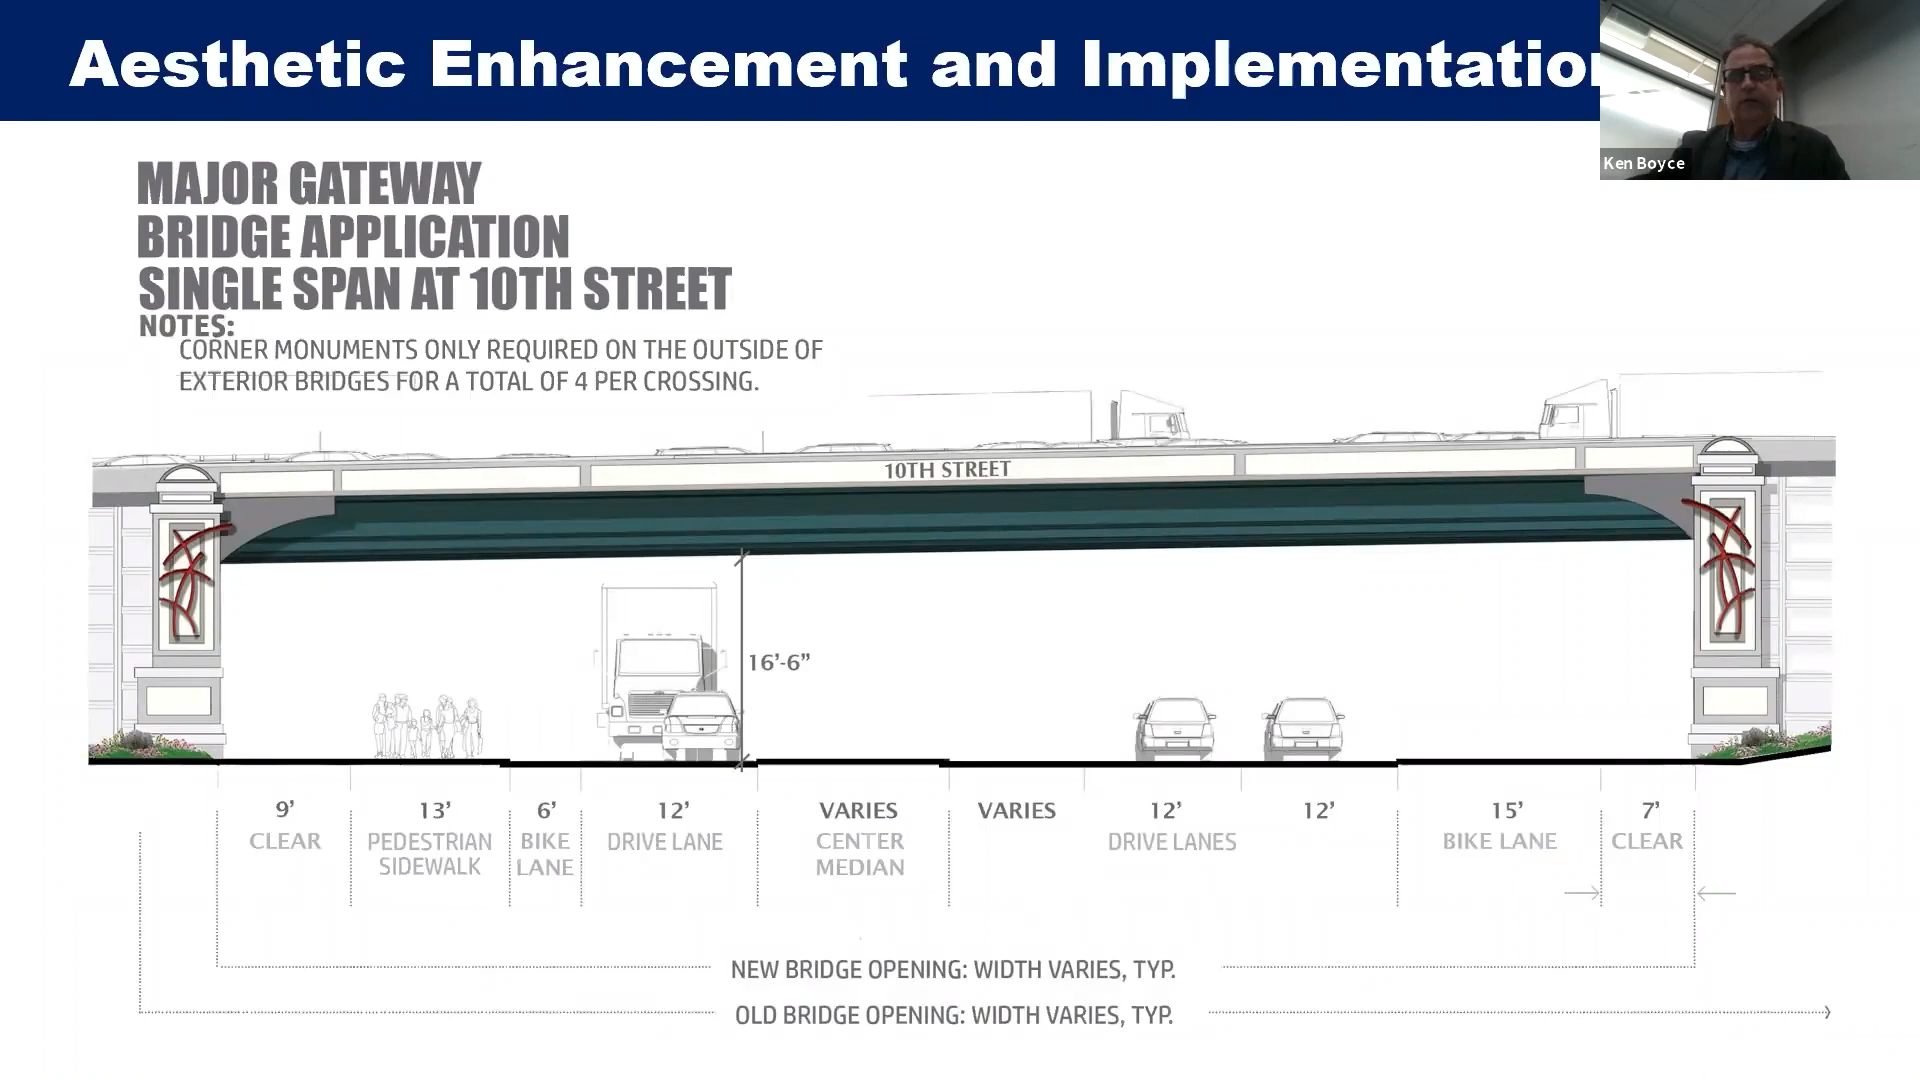 Aesthetic Enhancement and Implementatio
Ken Boyce
MAJOR GATEWAY
BRIDGE APPLICATION
SINGLE SPAN AT 10TH STREET
NOTES:
CORNER MONUMENTS ONLY REQUIRED ON THE OUTSIDE OF
EXTERIOR BRIDGES FOR A TOTAL OF 4 PER CROSSING.
10TH STREET
16'-6”
9’ 13’ 6’ 12’ VARIES VARIES 12’ 12’ 15’ 7’
CLEAR PEDESTRIAN BIKE DRIVE LANE CENTER DRIVE LANES BIKE LANE CLEAR
SIDEWALK LANE MEDIAN
NEW BRIDGE OPENING: WIDTH VARIES, TYP.
OLD BRIDGE OPENING: WIDTH VARIES, TYP.